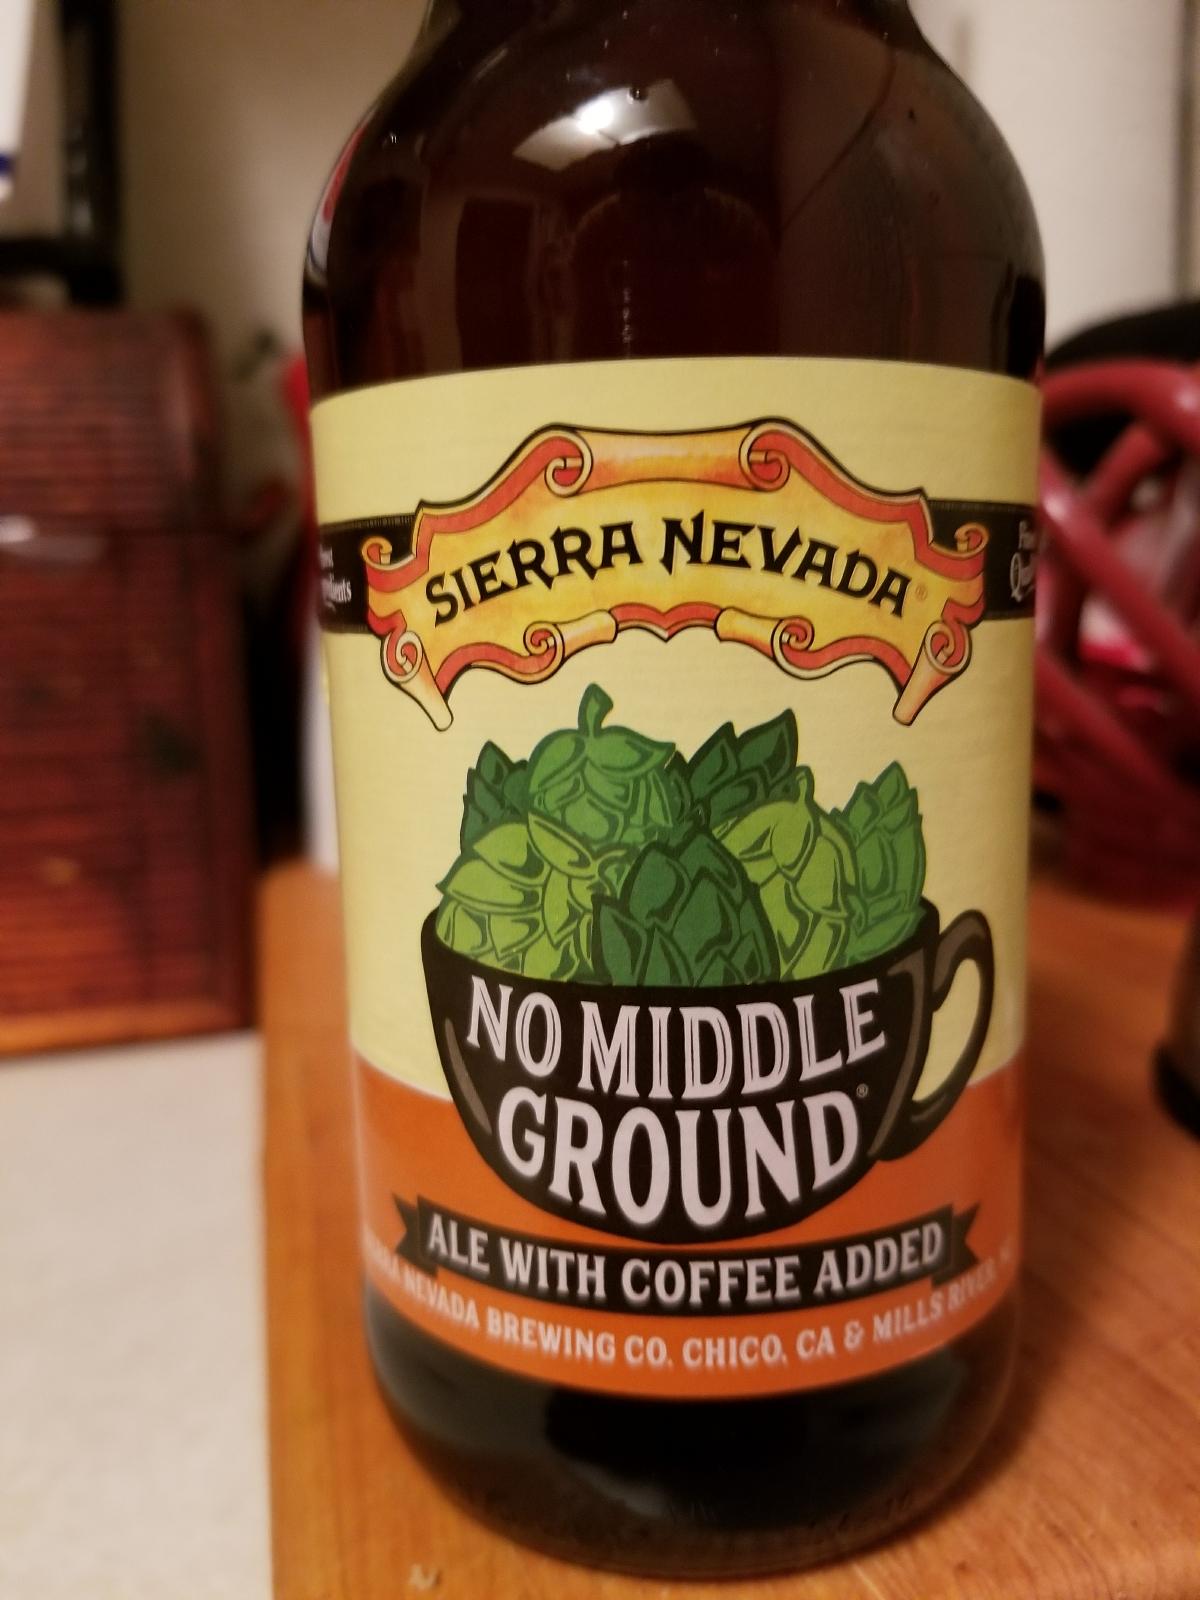 SIERRA NEVADA®
NO MIDDLE
GROUND®
ALE WITH COFFEE ADDED
NEVADA BREWING CO. CHICO, CA & MILLS RIVER,